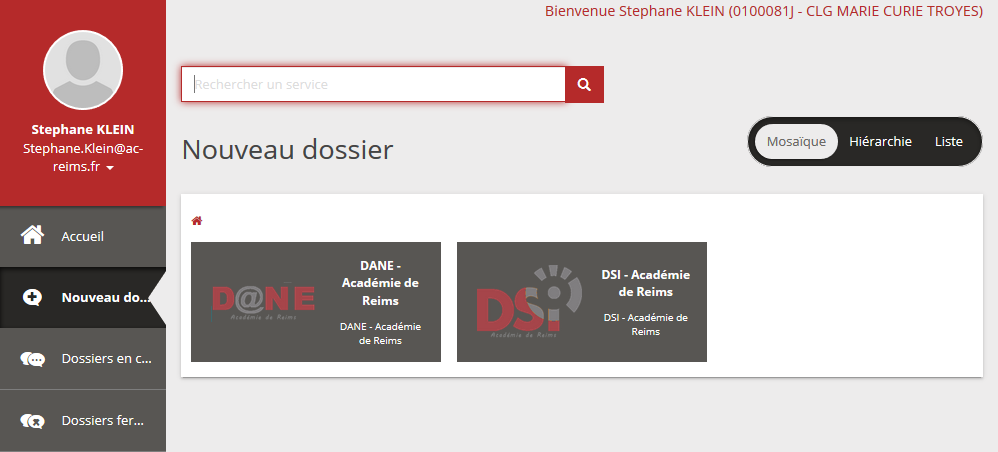 Bienvenue Stephane KLEIN (0100081J - CLG MARIE CURIE TROYES)
Stephane KLEIN
Stephane.Klein@ac-
reims.fr
Accueil
Nouveau do...
Dossiers en c...
Dossiers fer...
Rechercher un service
Nouveau dossier
Mosaïque
Hiérarchie
Liste
D@NE
Académie de Reims
DANE -
Académie de
Reims
DANE - Académie
de Reims
DSi
Académie de Reims
DSI - Académie
de Reims
DSI - Académie de
Reims